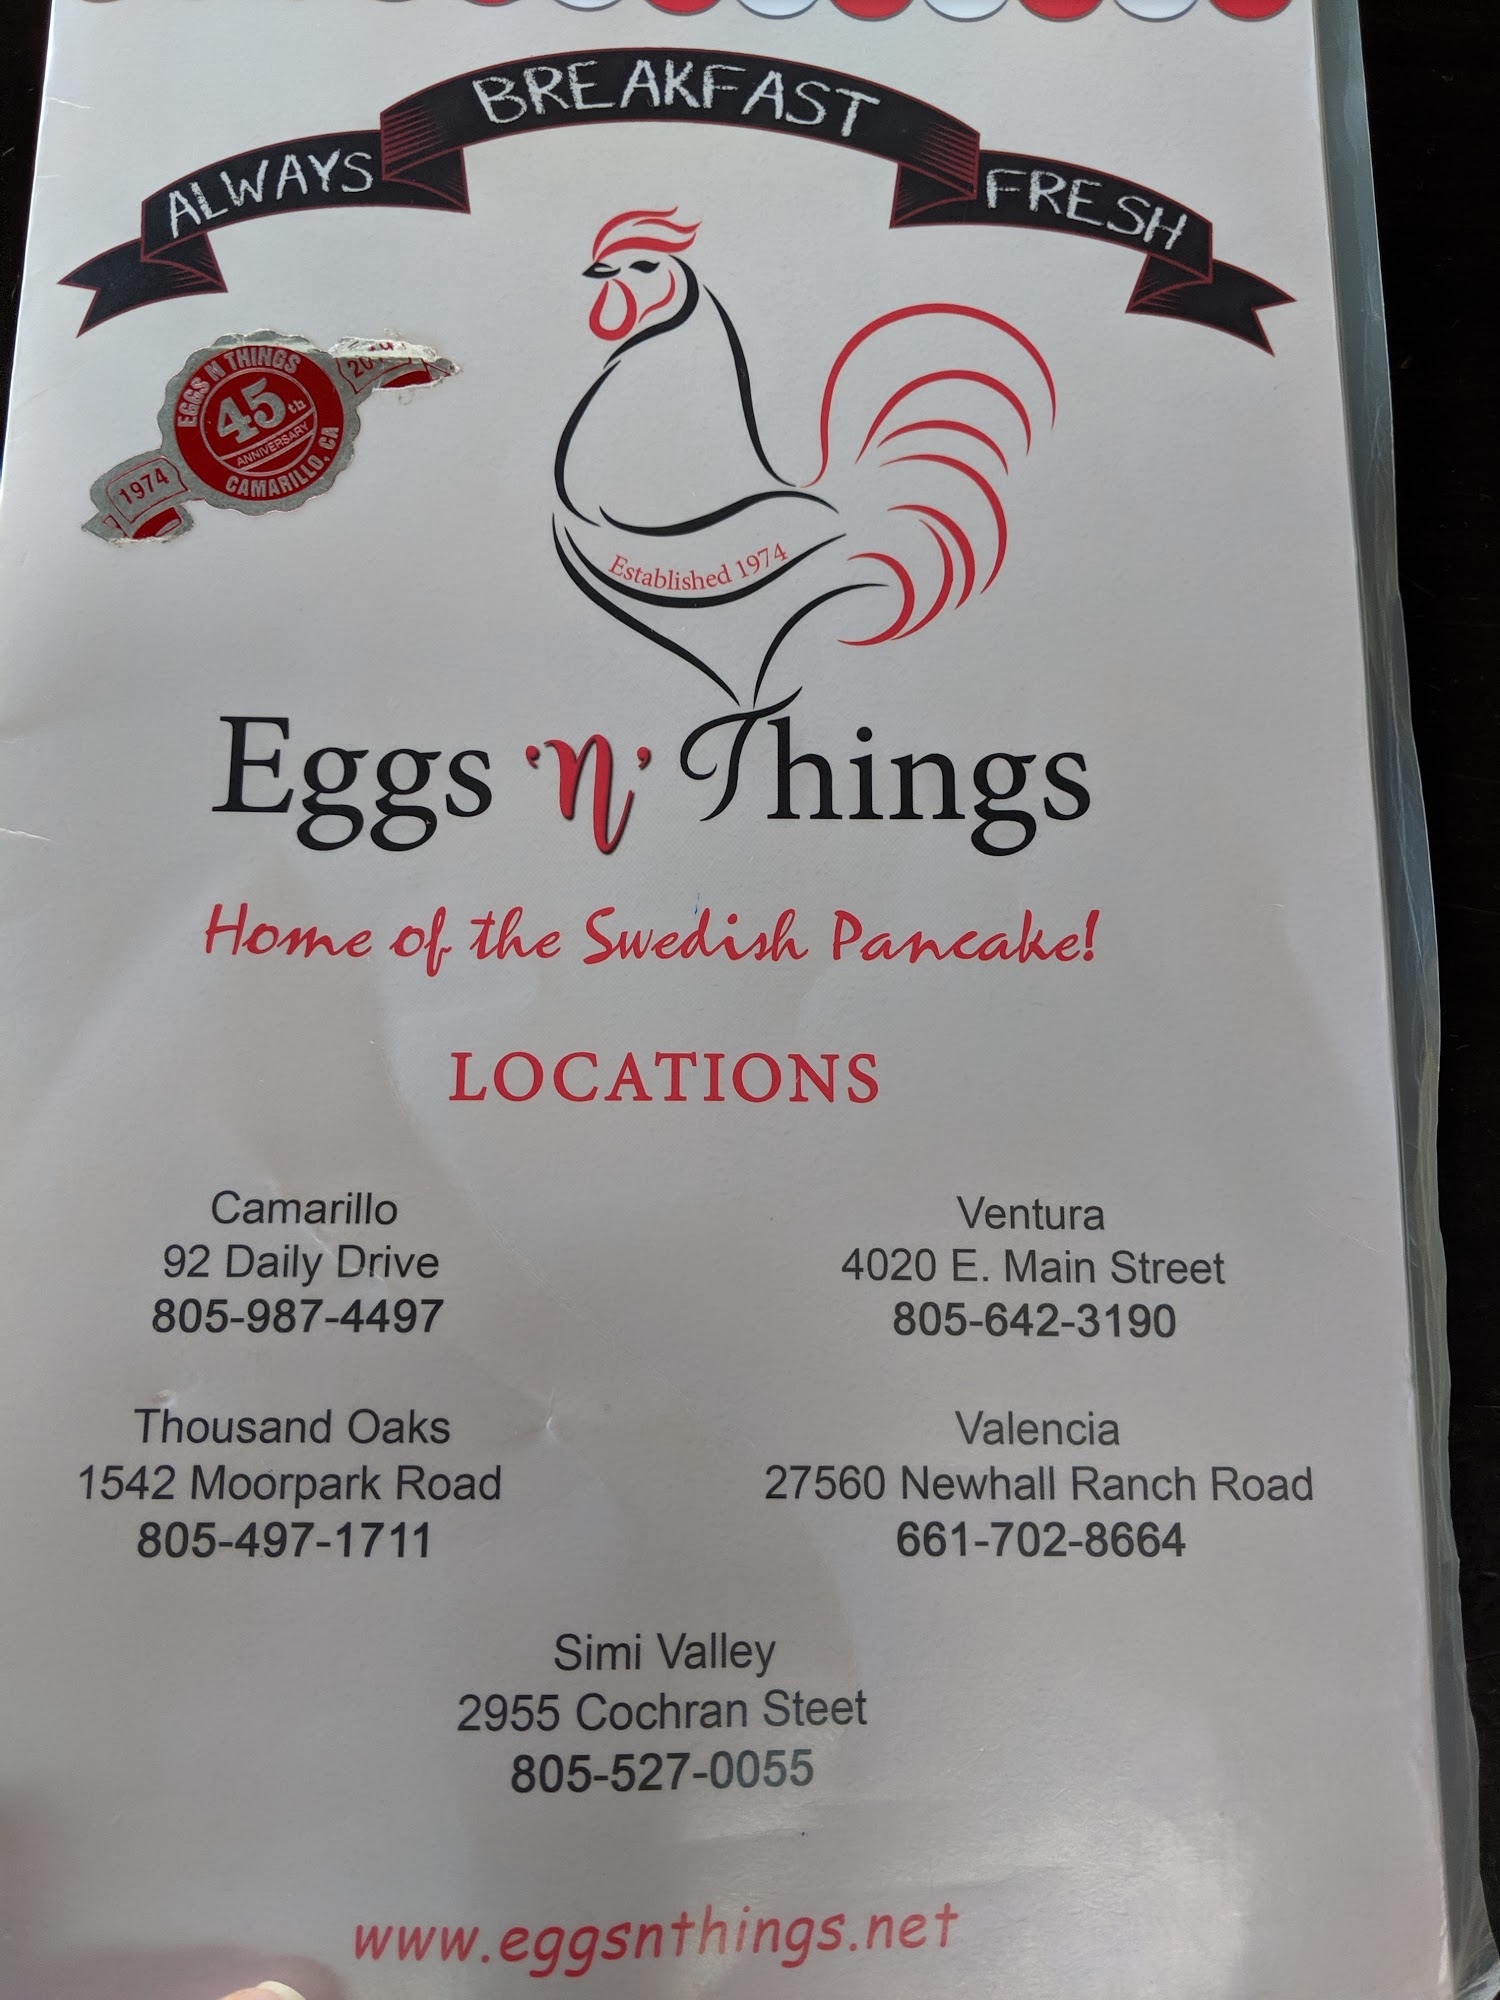 ALWAYS BREAKFAST FRESH
EGGS N THINGS
45th
ANNIVERSARY
CAMARILLO, CA
1974
Established 1974
Eggs 'n' Things
Home of the Swedish Pancake!
LOCATIONS
Camarillo
92 Daily Drive
805-987-4497
Ventura
4020 E. Main Street
805-642-3190
Thousand Oaks
1542 Moorpark Road
805-497-1711
Valencia
27560 Newhall Ranch Road
661-702-8664
Simi Valley
2955 Cochran Steet
805-527-0055
www.eggsnthings.net